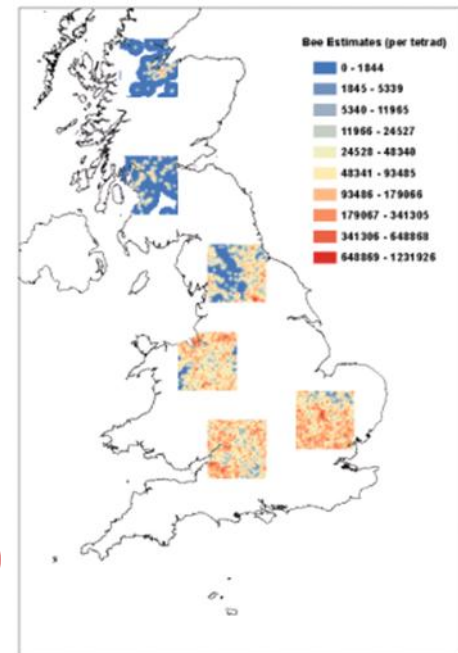 Bee Estimates (per tetrad)
0 - 1844
1845 - 5339
5340 - 11965
11966 - 24527
24528 - 48340
48341 - 93485
93486 - 179066
179067 - 341305
341306 - 648868
648869 - 1231926